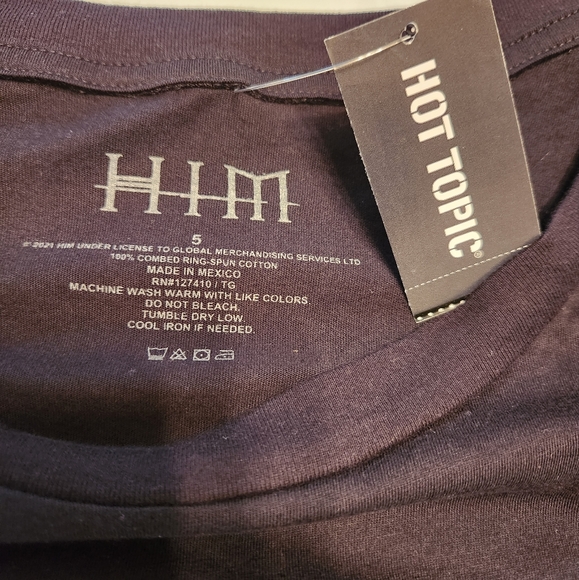 HIM
5
© 2021 HIM UNDER LICENSE TO GLOBAL MERCHANDISING SERVICES LTD
100% COMBED RING-SPUN COTTON
MADE IN MEXICO
RN#127410 / TG
MACHINE WASH WARM WITH LIKE COLORS.
DO NOT BLEACH.
TUMBLE DRY LOW.
COOL IRON IF NEEDED.
HOT TOPIC®